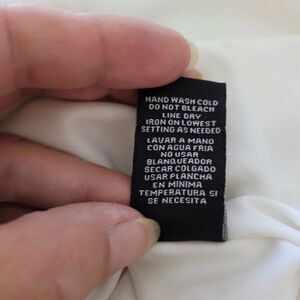 HAND WASH COLD
DO NOT BLEACH
LINE DRY
IRON ON LOWEST
SETTING AS NEEDED
LAVAR A MANO
CON AGUA FRIA
NO USAR
BLANQUEADOR
SECAR COLGADO
USAR PLANCHA
EN MÍNIMA
TEMPERATURA SI
SE NECESITA